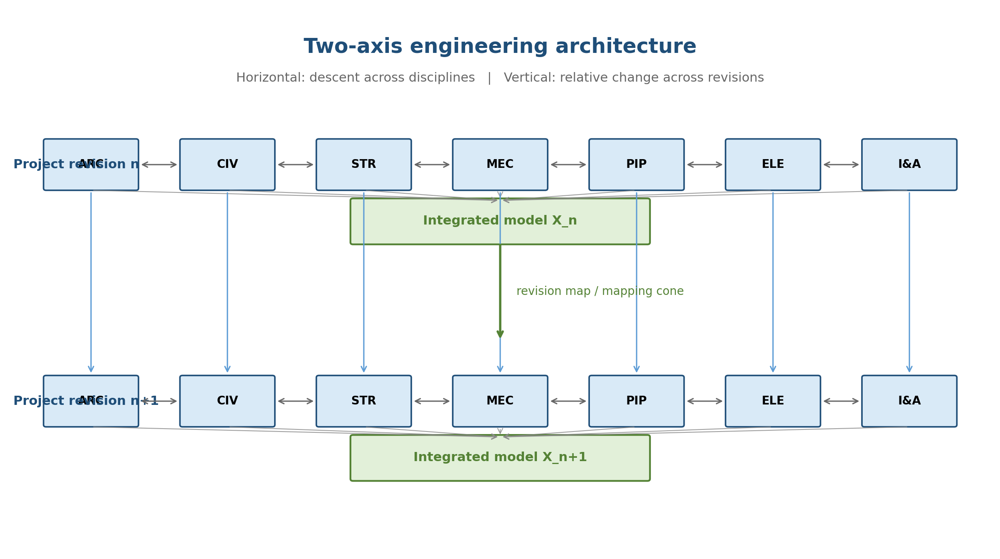 Two-axis engineering architecture
Horizontal: descent across disciplines | Vertical: relative change across revisions
Project revision n
ARC
CIV
STR
MEC
PIP
ELE
I&A
Integrated model X_n
revision map / mapping cone
Project revision n+1
ARC
CIV
STR
MEC
PIP
ELE
I&A
Integrated model X_n+1